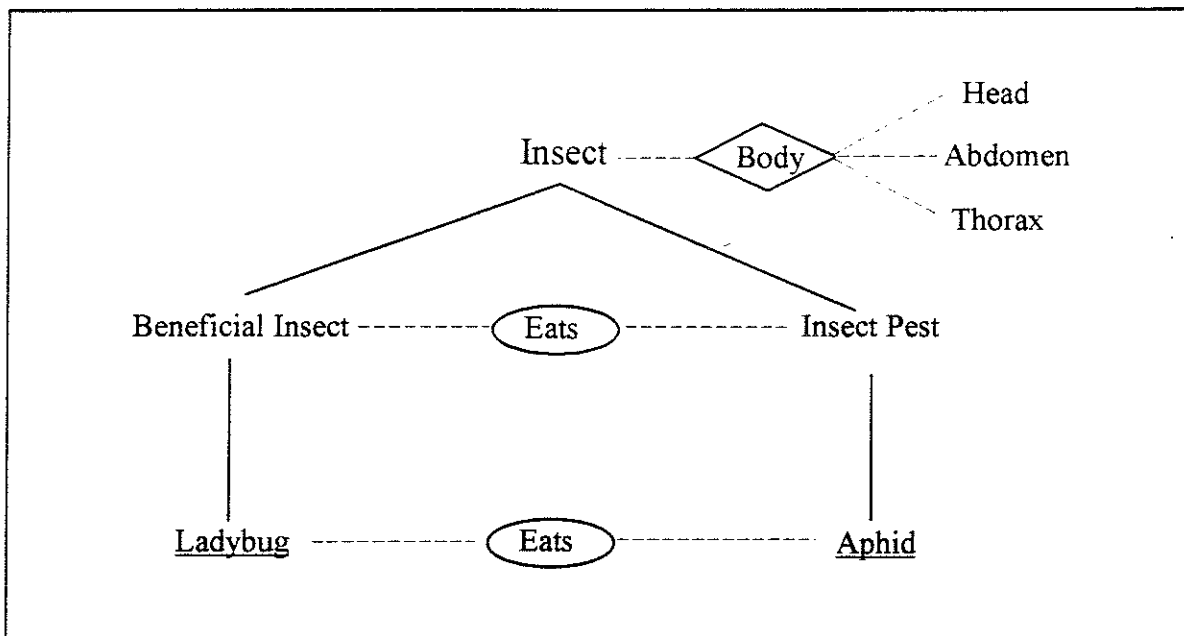 Head
Insect
Body
Abdomen
Thorax
Beneficial Insect
Eats
Insect Pest
Ladybug
Eats
Aphid